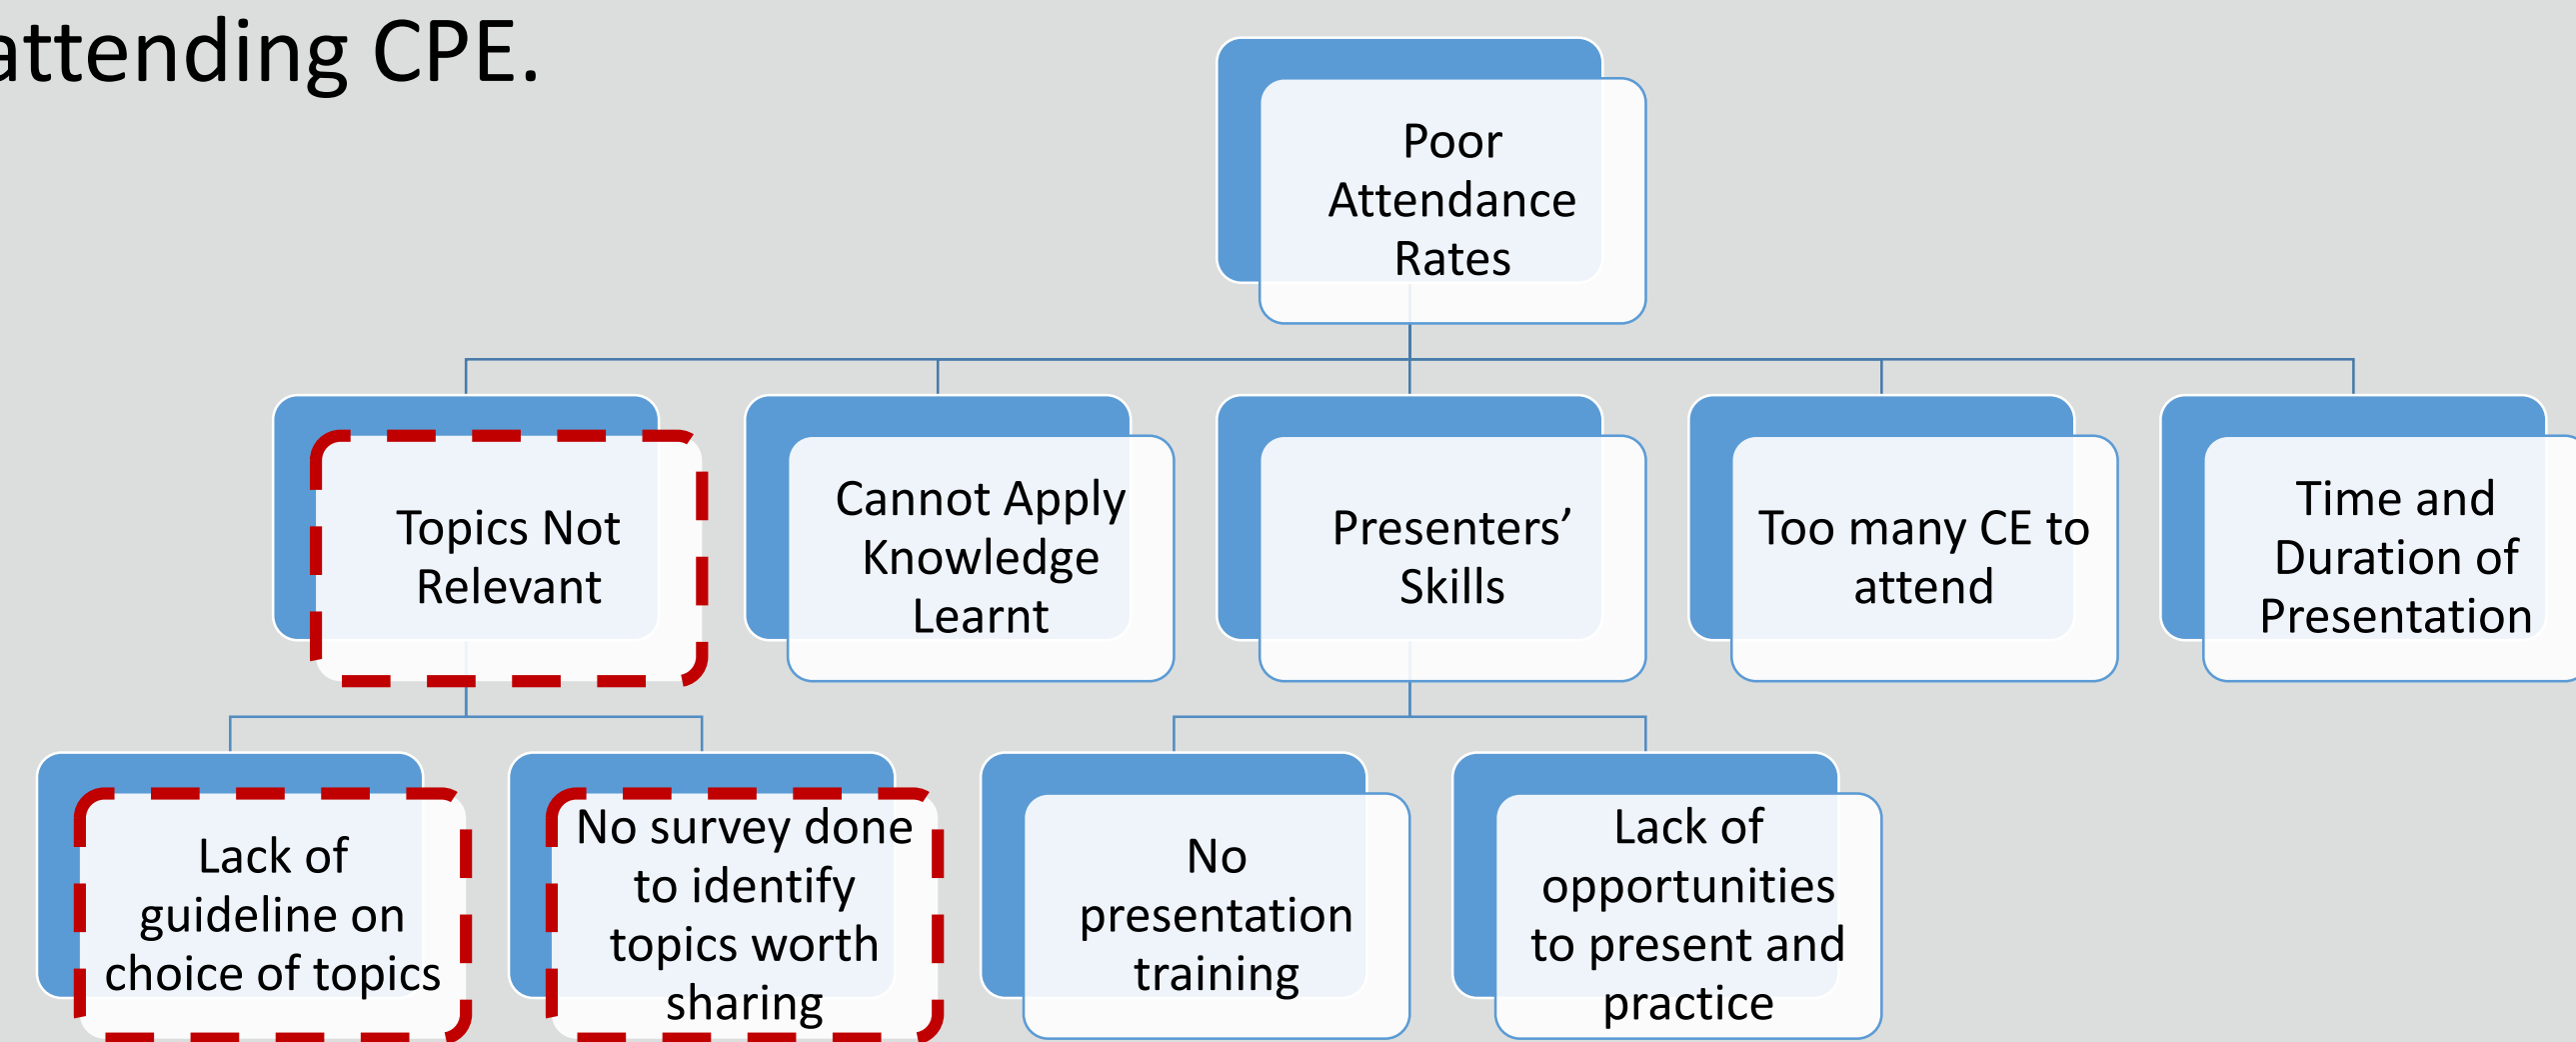 attending CPE.
Poor
Attendance
Rates
Topics Not
Relevant
Cannot Apply
Knowledge
Learnt
Presenters’
Skills
Too many CE to
attend
Time and
Duration of
Presentation
Lack of
guideline on
choice of topics
No survey done
to identify
topics worth
sharing
No
presentation
training
Lack of
opportunities
to present and
practice